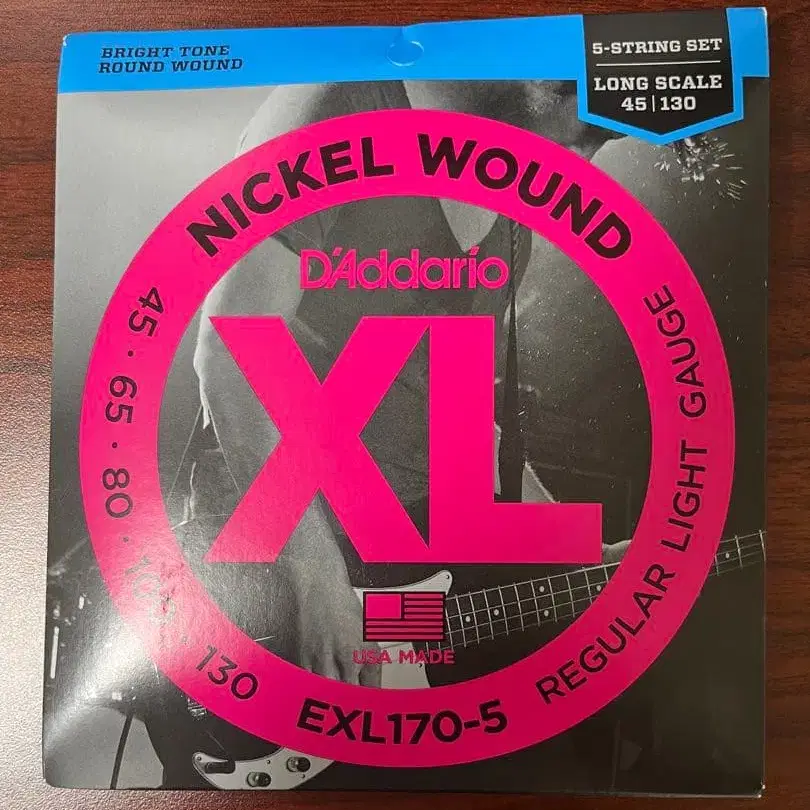 BRIGHT TONE
ROUND WOUND
5-STRING SET
LONG SCALE
45|130
NICKEL WOUND
D'Addario
XL
45 · 65 · 80 · 100 · 130
USA MADE
EXL170-5
REGULAR LIGHT GAUGE